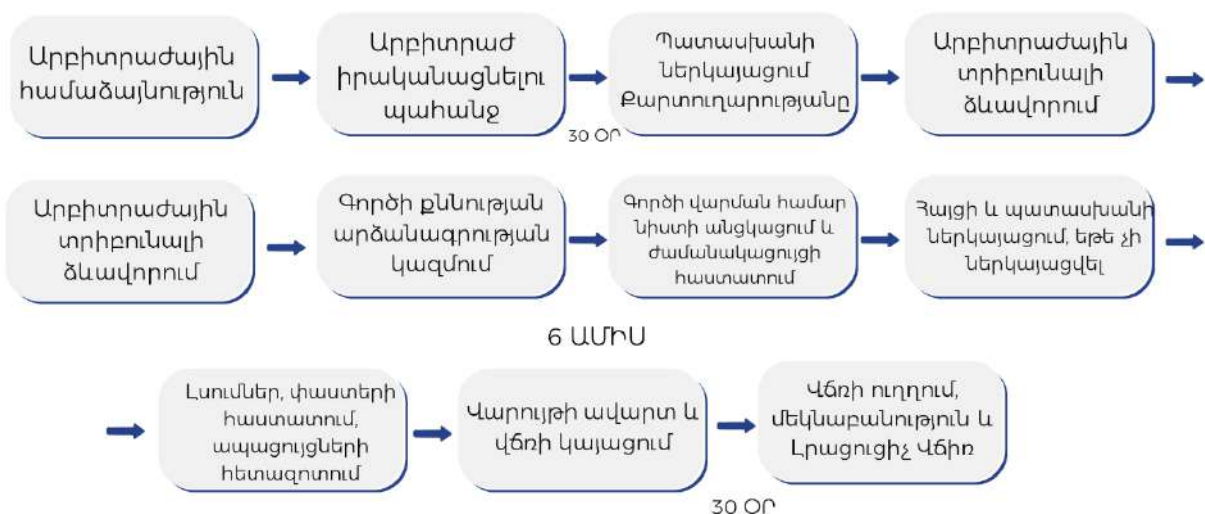 Արբիտրաժային
համաձայնություն
Արբիտրաժ
իրականացնելու
պահանջ
30 ՕՐ
Պատասխանի
ներկայացում
Քարտուղարությանը
Արբիտրաժային
տրիբունալի
ձևավորում
Արբիտրաժային
տրիբունալի
ձևավորում
Գործի քննության
արձանագրության
կազմում
Գործի վարման համար
նիստի անցկացում և
ժամանակացույցի
հաստատում
Հայցի և պատասխանի
ներկայացում, եթե չի
ներկայացվել
6 ԱՄԻՍ
Լսումներ, փաստերի
հաստատում,
ապացույցների
հետազոտում
Վարույթի ավարտ և
վճռի կայացում
30 ՕՐ
Վճռի ուղղում,
մեկնաբանություն և
Լրացուցիչ Վճիռ